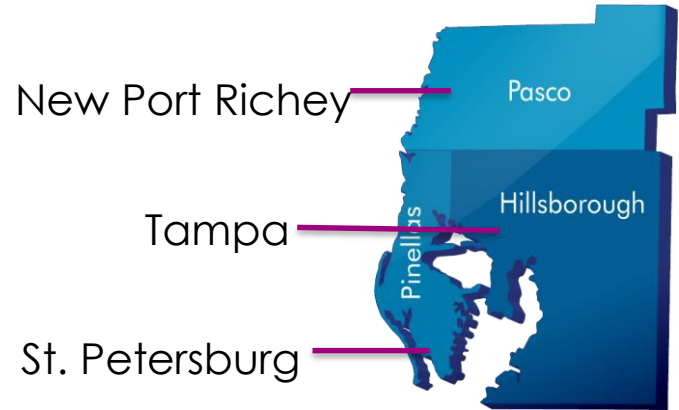 New Port Richey
Pasco
Tampa
Hillsborough
Pinellas
St. Petersburg